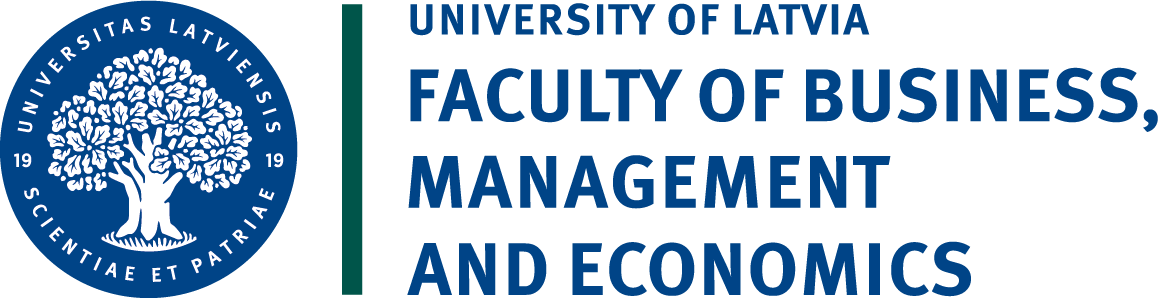 UNIVERSITAS LATVIENSIS
19 19
SCIENTIAE ET PATRIAE
UNIVERSITY OF LATVIA
FACULTY OF BUSINESS,
MANAGEMENT
AND ECONOMICS